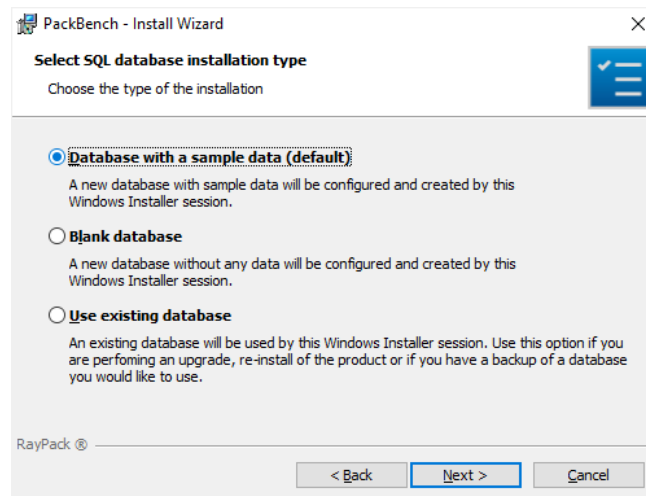 PackBench - Install Wizard
Select SQL database installation type
Choose the type of the installation
Database with a sample data (default)
A new database with sample data will be configured and created by this
Windows Installer session.
Blank database
A new database without any data will be configured and created by this
Windows Installer session.
Use existing database
An existing database will be used by this Windows Installer session. Use this option if you
are perfoming an upgrade, re-install of the product or if you have a backup of a database
you would like to use.
RayPack ®
< Back Next > Cancel